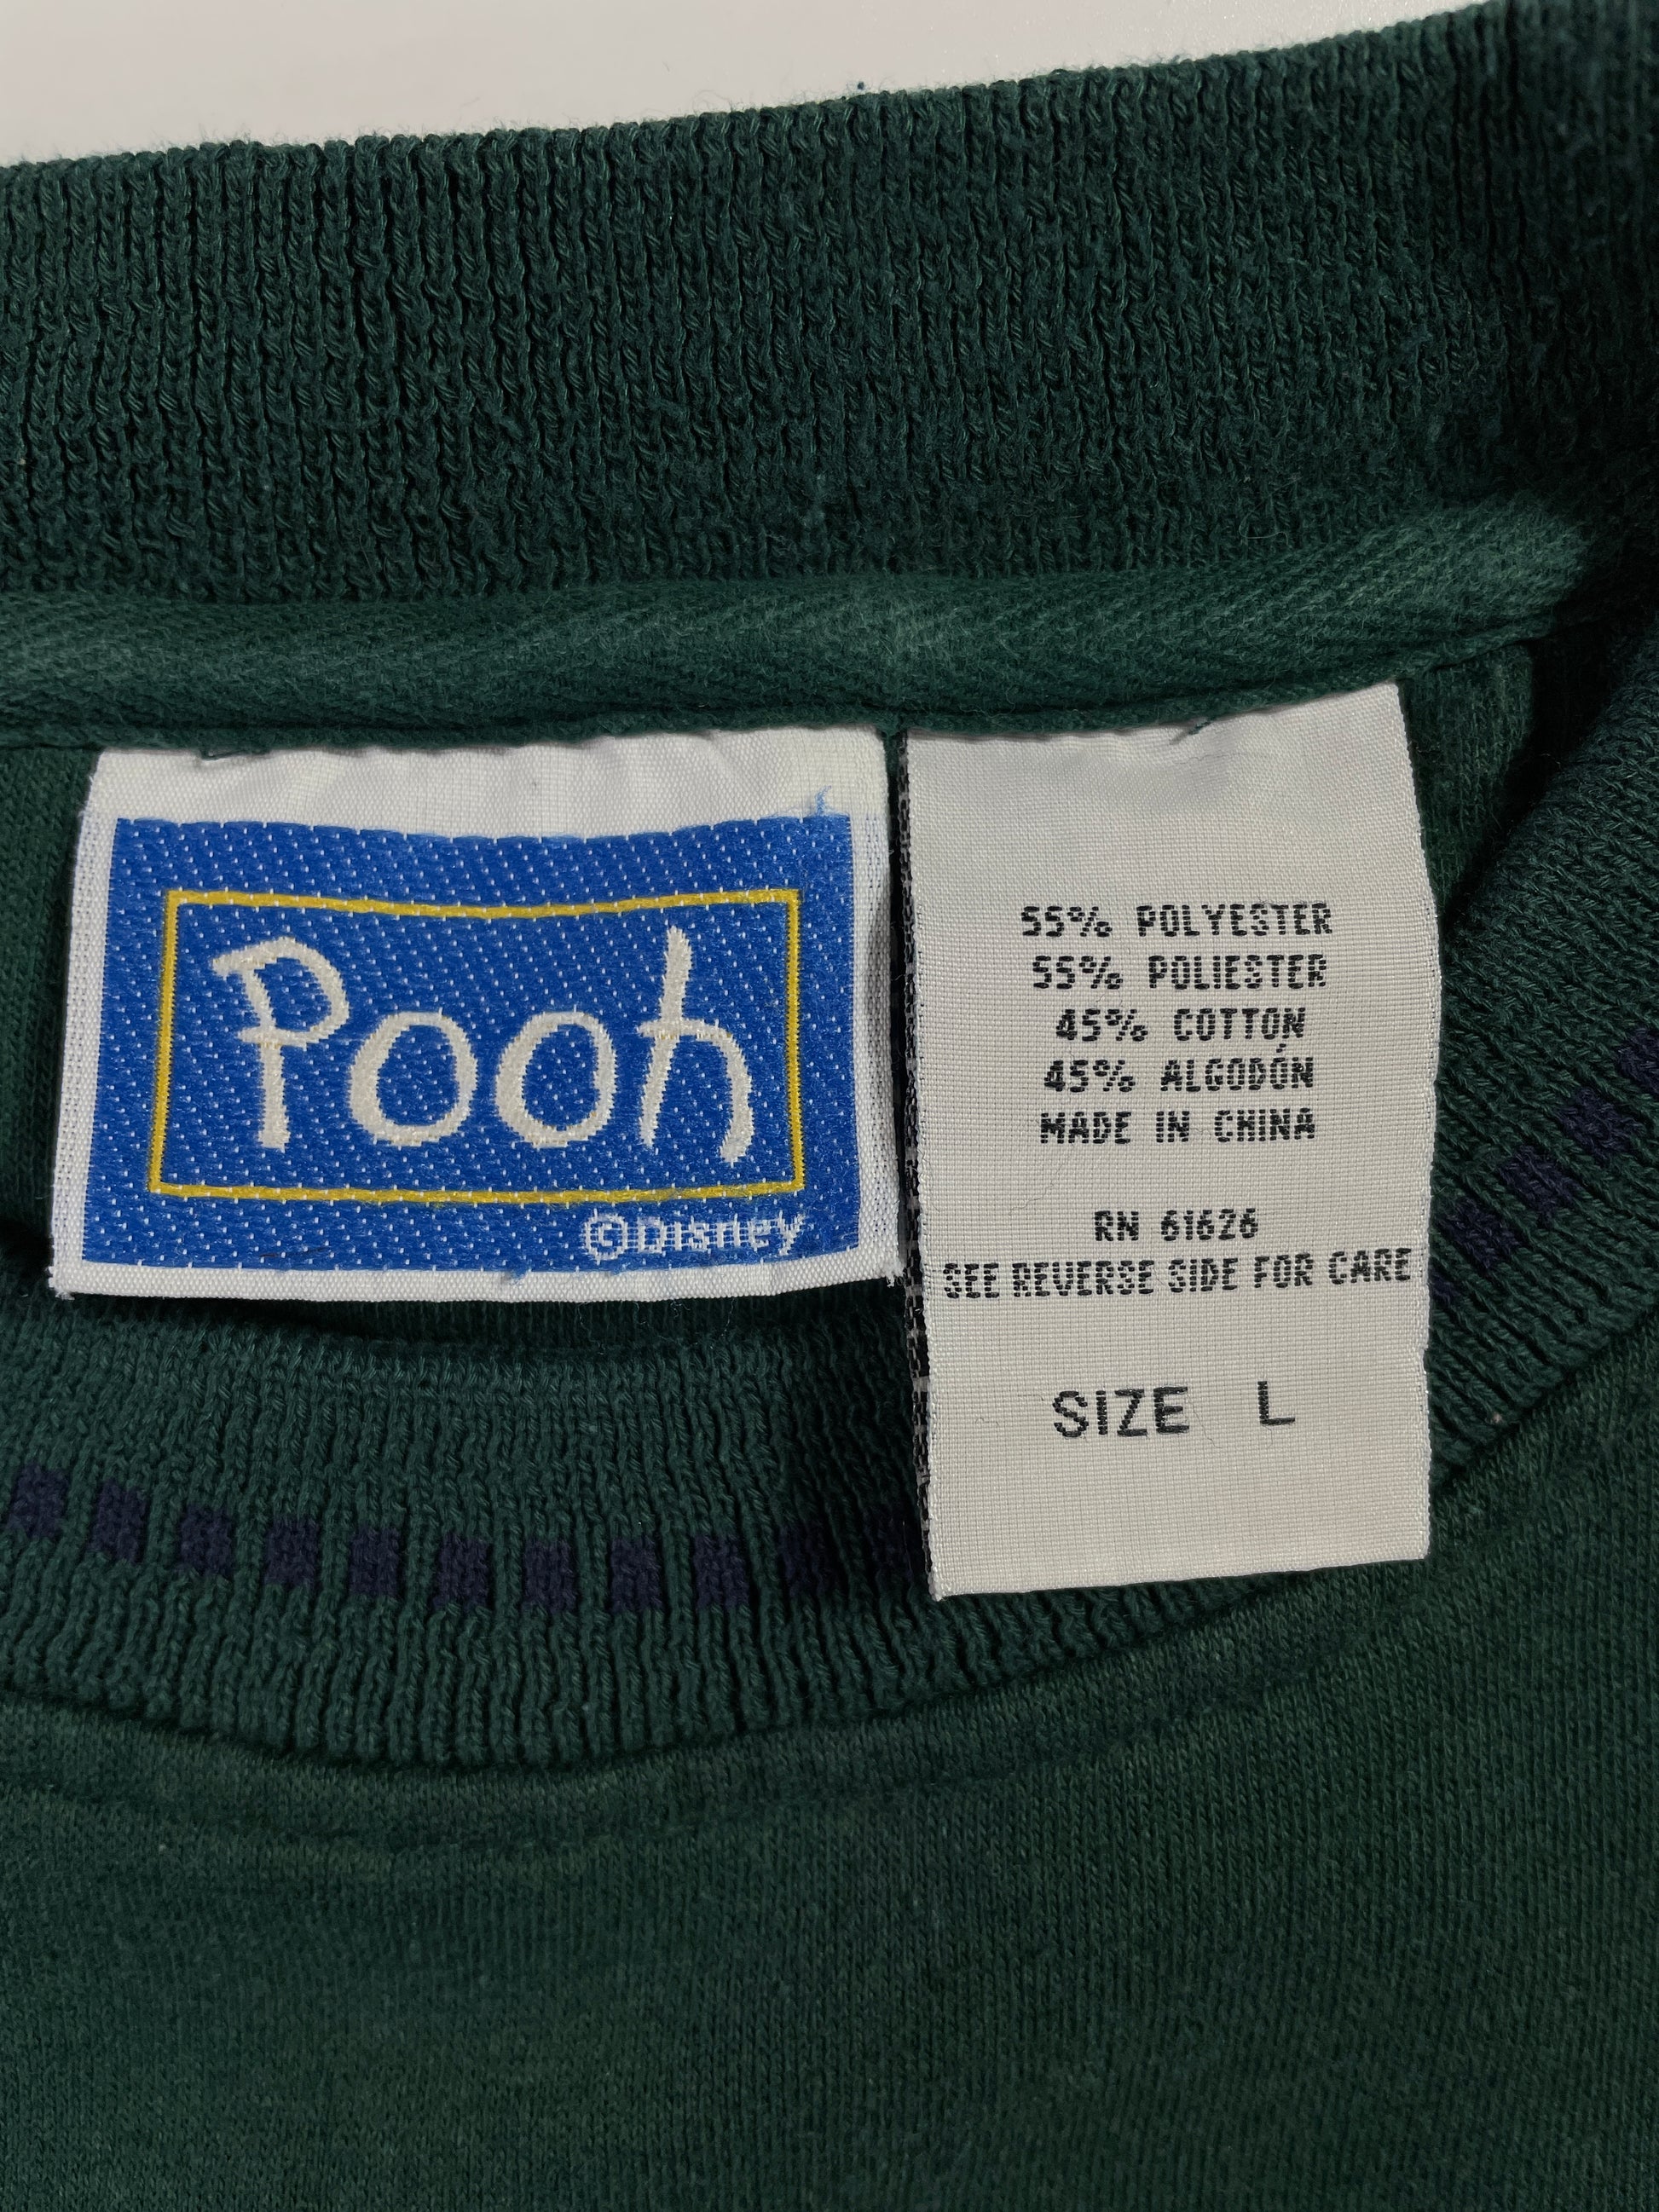 Pooh
©Disney
55% POLYESTER
55% POLIESTER
45% COTTON
45% ALGODÓN
MADE IN CHINA
RN 61626
SEE REVERSE SIDE FOR CARE
SIZE L